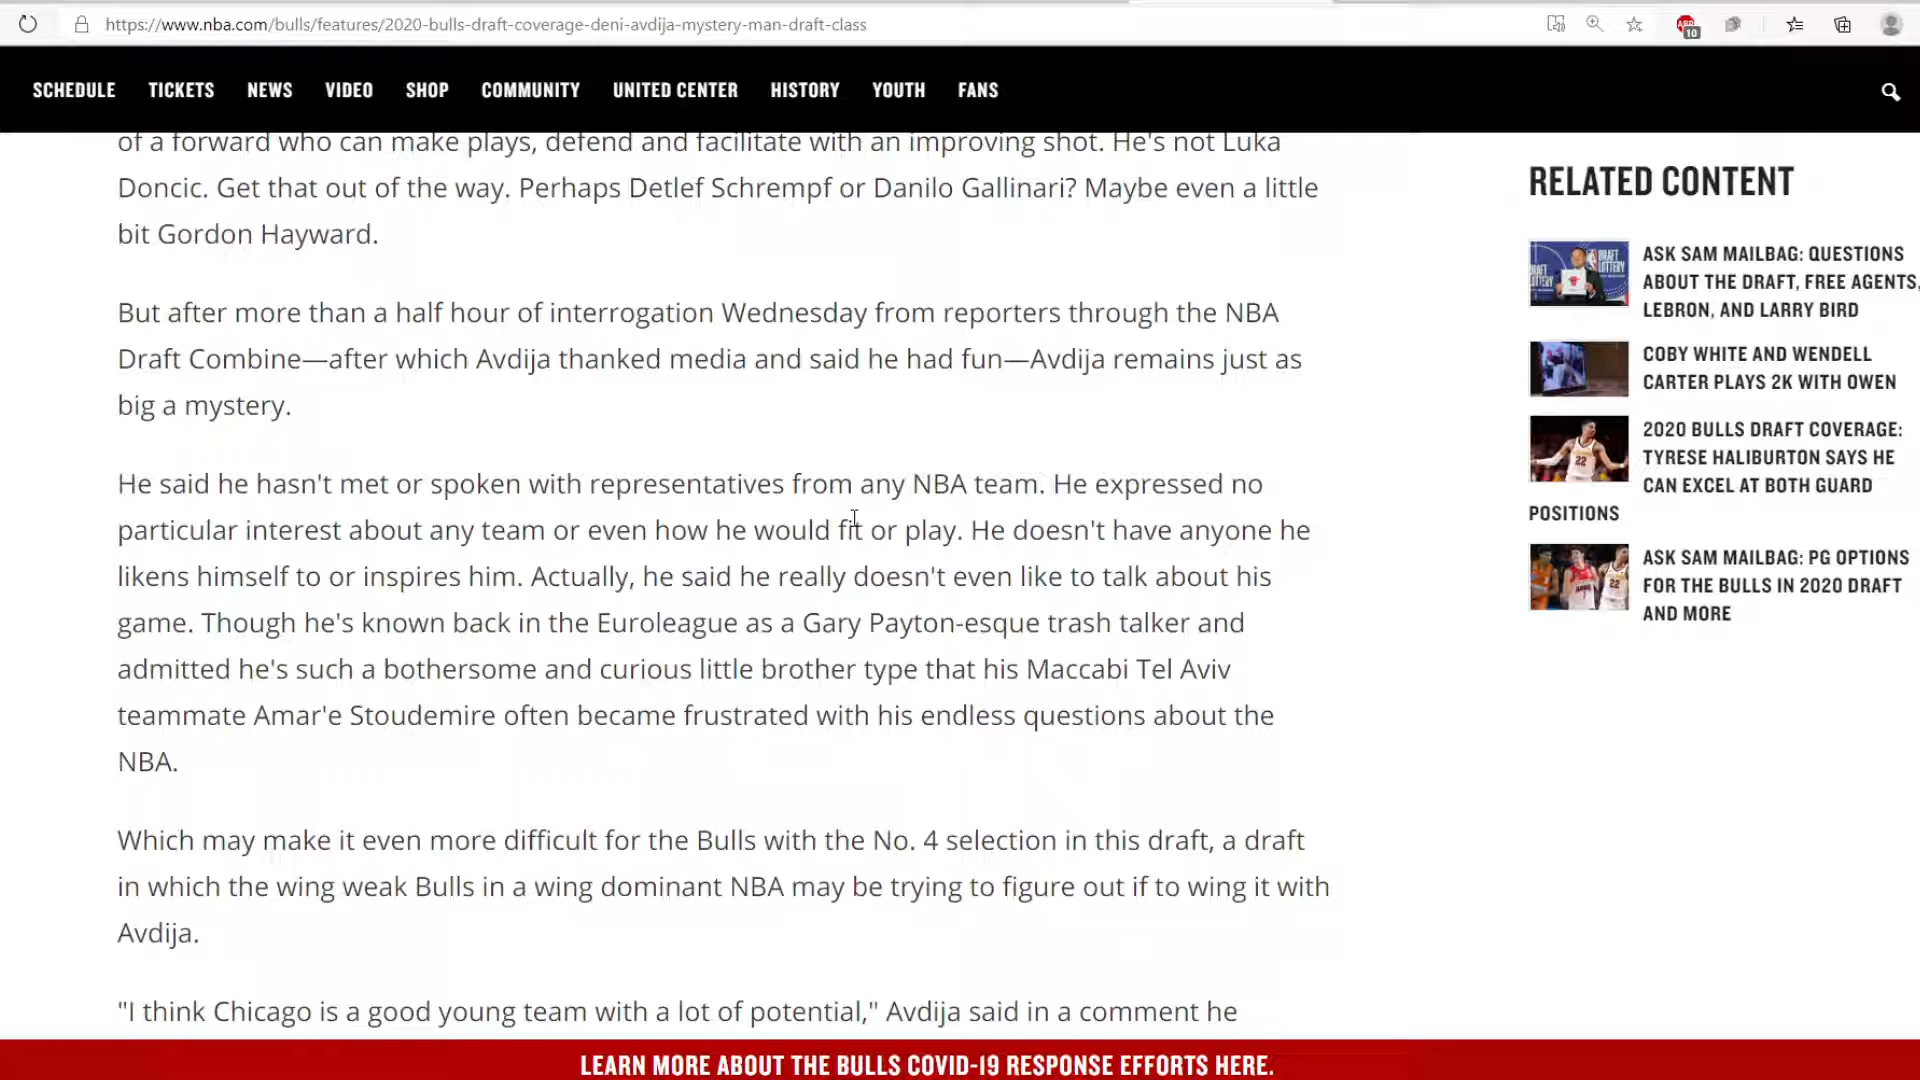 https://www.nba.com/bulls/features/2020-bulls-draft-coverage-deni-avdija-mystery-man-draft-class
10
SCHEDULE TICKETS NEWS VIDEO SHOP COMMUNITY UNITED CENTER HISTORY YOUTH FANS
of a forward who can make plays, defend and facilitate with an improving shot. He's not Luka
Doncic. Get that out of the way. Perhaps Detlef Schrempf or Danilo Gallinari? Maybe even a little
bit Gordon Hayward.
But after more than a half hour of interrogation Wednesday from reporters through the NBA
Draft Combine—after which Avdija thanked media and said he had fun—Avdija remains just as
big a mystery.
He said he hasn't met or spoken with representatives from any NBA team. He expressed no
particular interest about any team or even how he would fit or play. He doesn't have anyone he
likens himself to or inspires him. Actually, he said he really doesn't even like to talk about his
game. Though he's known back in the Euroleague as a Gary Payton-esque trash talker and
admitted he's such a bothersome and curious little brother type that his Maccabi Tel Aviv
teammate Amar'e Stoudemire often became frustrated with his endless questions about the
NBA.
Which may make it even more difficult for the Bulls with the No. 4 selection in this draft, a draft
in which the wing weak Bulls in a wing dominant NBA may be trying to figure out if to wing it with
Avdija.
"I think Chicago is a good young team with a lot of potential," Avdija said in a comment he
RELATED CONTENT
ASK SAM MAILBAG: QUESTIONS
ABOUT THE DRAFT, FREE AGENTS,
LEBRON, AND LARRY BIRD
COBY WHITE AND WENDELL
CARTER PLAYS 2K WITH OWEN
2020 BULLS DRAFT COVERAGE:
TYRESE HALIBURTON SAYS HE
CAN EXCEL AT BOTH GUARD
POSITIONS
ASK SAM MAILBAG: PG OPTIONS
FOR THE BULLS IN 2020 DRAFT
AND MORE
LEARN MORE ABOUT THE BULLS COVID-19 RESPONSE EFFORTS HERE.